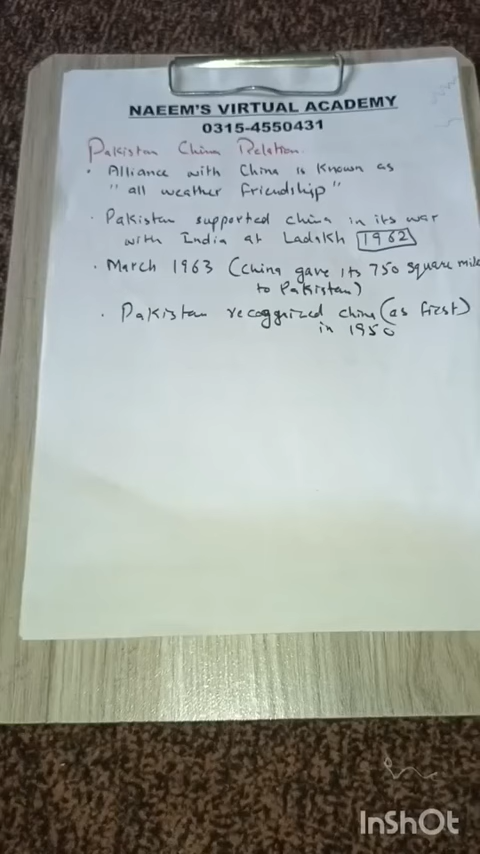 NAEEM'S VIRTUAL ACADEMY
0315-4550431
Pakistan China Relation.
• Alliance with China is known as
"all weather friendship"
• Pakistan supported china in its war
with India at Ladakh 1962
• March 1963 (China gave its 750 square mile
to Pakistan)
• Pakistan recoggnized china (as first)
in 1950
InShOt